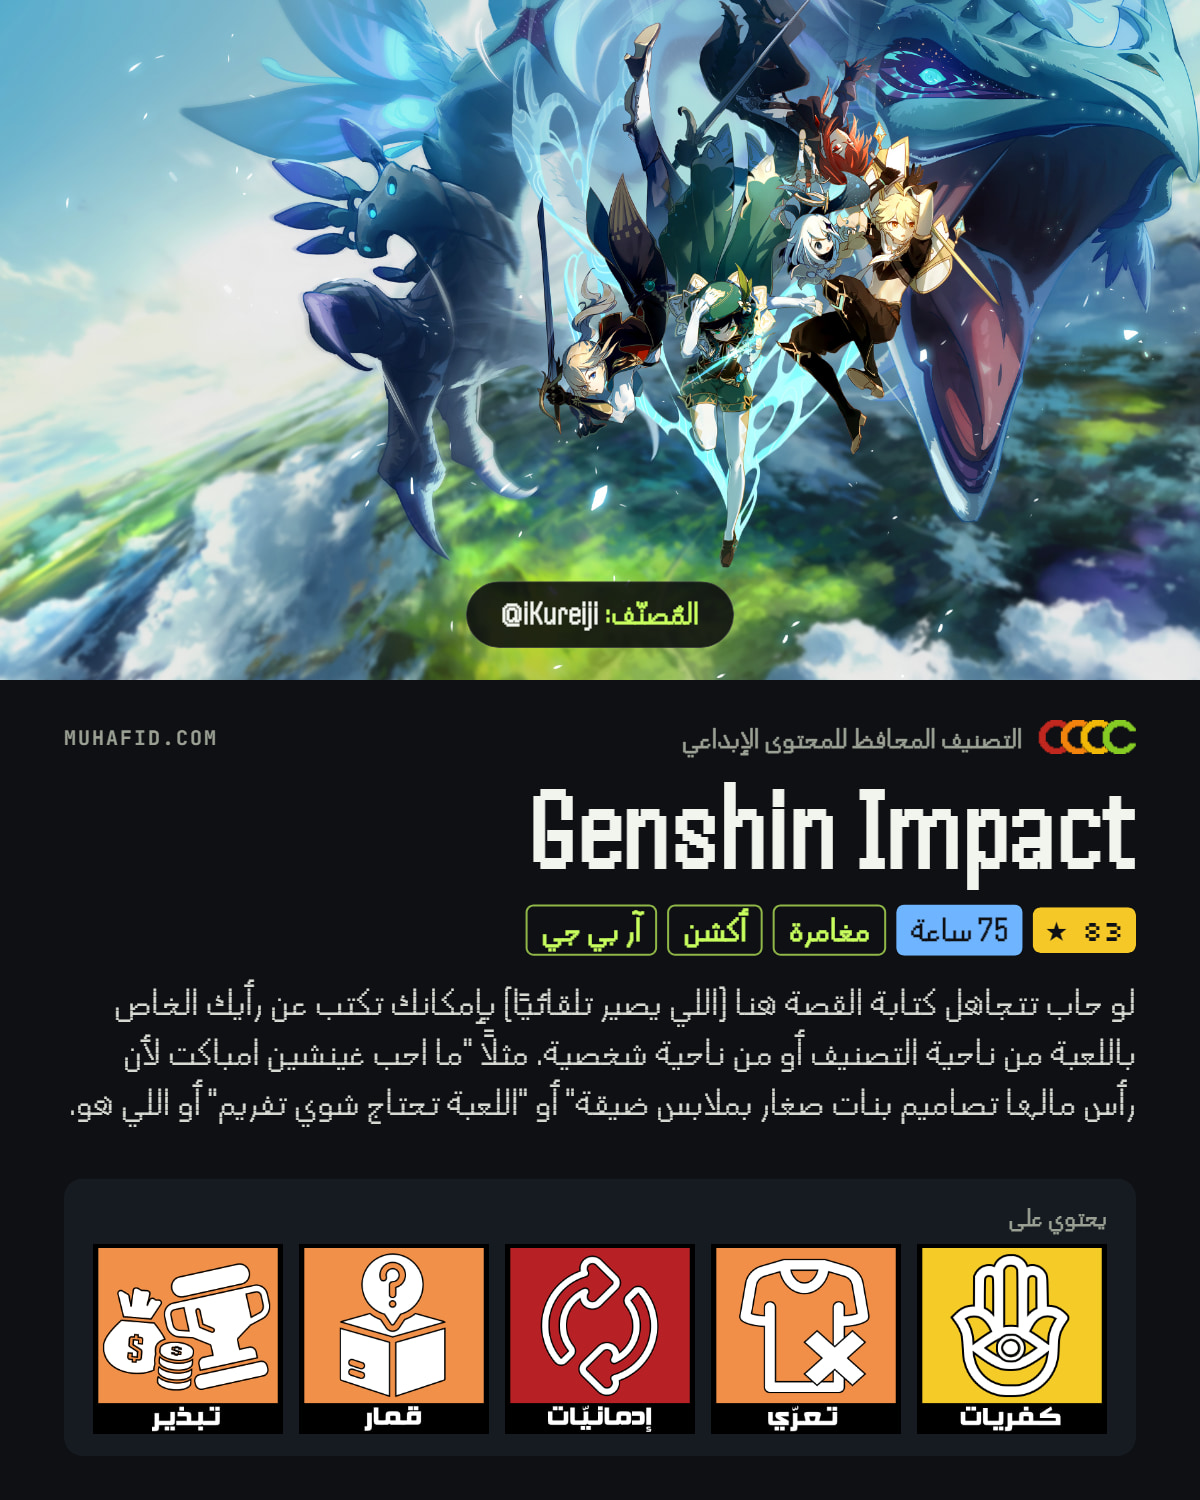 المُصنّف: @iKureiji
التصنيف المحافظ للمحتوى الإبداعي
MUHAFID.COM
Genshin Impact
★ 83
75 ساعة
مغامرة
أكشن
آر بي جي
لو حاب تتجاهل كتابة القصة هنا (اللي يصير تلقائيًا) بإمكانك تكتب عن رأيك الخاص
باللعبة من ناحية التصنيف أو من ناحية شخصية. مثلاً "ما احب غينشين امباكت لأن
رأس مالها تصاميم بنات صغار بملابس ضيقة" أو "اللعبة تحتاج شوي تفريم" أو اللي هو.
يحتوي على
كفريات
تعرّي
إدمانيّات
قمار
تبذير